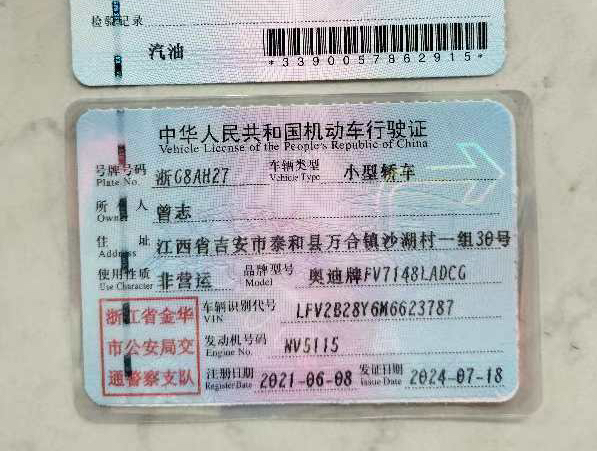 检验记录
汽油
*3390057862915*
中华人民共和国机动车行驶证
Vehicle License of the People's Republic of China
号牌号码 浙G8AH27 车辆类型 小型轿车
Plate No. Vehicle Type
所有人 曾志
Owner
住址 江西省吉安市泰和县万合镇沙湖村一组30号
Address
使用性质 非营运 品牌型号 奥迪牌FV7148LADCG
Use Character Model
浙江省金华
市公安局交
通警察支队
车辆识别代号 LFV2B28Y6M6623787
VIN
发动机号码 NV5115
Engine No.
注册日期 2021-06-08 发证日期 2024-07-18
Register Date Issue Date